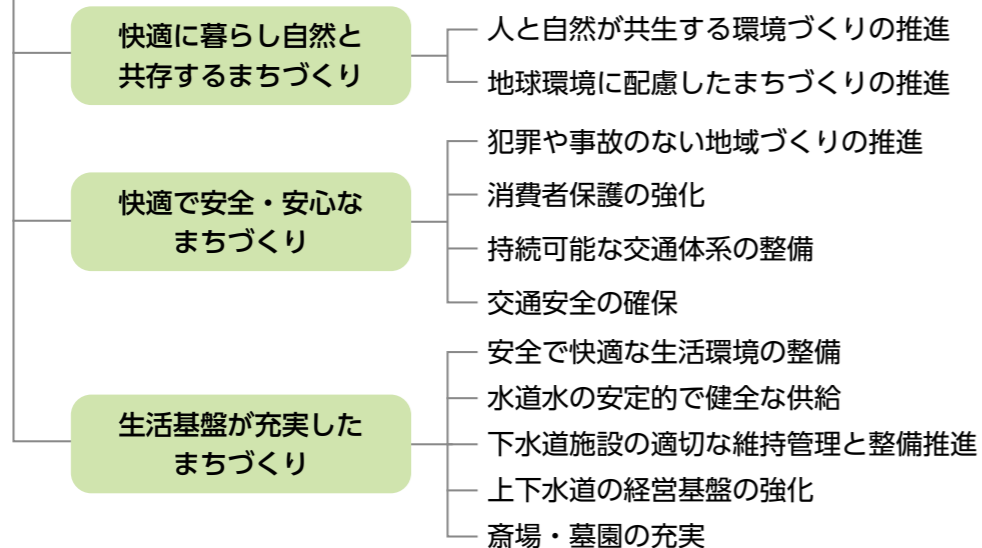 快適に暮らし自然と
共存するまちづくり
人と自然が共生する環境づくりの推進
地球環境に配慮したまちづくりの推進
快適で安全・安心な
まちづくり
犯罪や事故のない地域づくりの推進
消費者保護の強化
持続可能な交通体系の整備
交通安全の確保
生活基盤が充実した
まちづくり
安全で快適な生活環境の整備
水道水の安定的で健全な供給
下水道施設の適切な維持管理と整備推進
上下水道の経営基盤の強化
斎場・墓園の充実